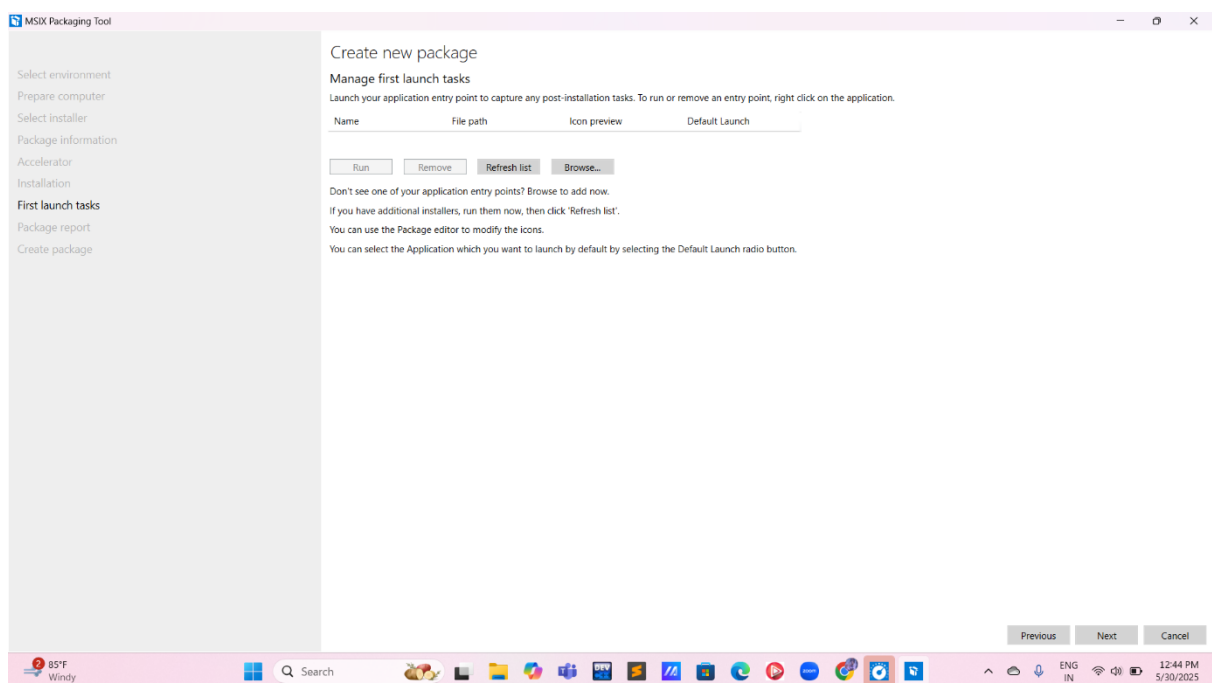 MSIX Packaging Tool
Select environment
Prepare computer
Select installer
Package information
Accelerator
Installation
First launch tasks
Package report
Create package
Create new package
Manage first launch tasks
Launch your application entry point to capture any post-installation tasks. To run or remove an entry point, right click on the application.
Name File path Icon preview Default Launch
Run Remove Refresh list Browse...
Don't see one of your application entry points? Browse to add now.
If you have additional installers, run them now, then click 'Refresh list'.
You can use the Package editor to modify the icons.
You can select the Application which you want to launch by default by selecting the Default Launch radio button.
Previous Next Cancel
2 85°F
Windy
Search
DEV
zoom
ENG
IN
12:44 PM
5/30/2025